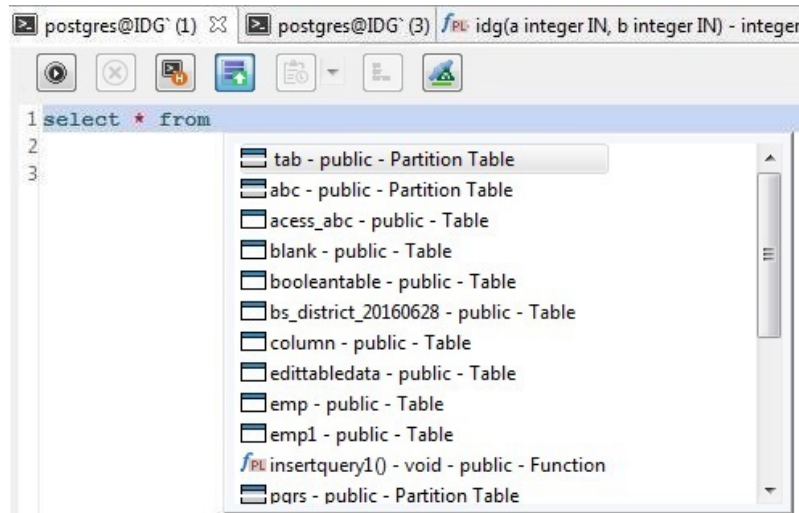 postgres@IDG` (1) postgres@IDG` (3) idg(a integer IN, b integer IN) - integer
1 select * from
2
3
tab - public - Partition Table
abc - public - Partition Table
acess_abc - public - Table
blank - public - Table
booleantable - public - Table
bs_district_20160628 - public - Table
column - public - Table
edittabledata - public - Table
emp - public - Table
emp1 - public - Table
insertquery1() - void - public - Function
pqrs - public - Partition Table